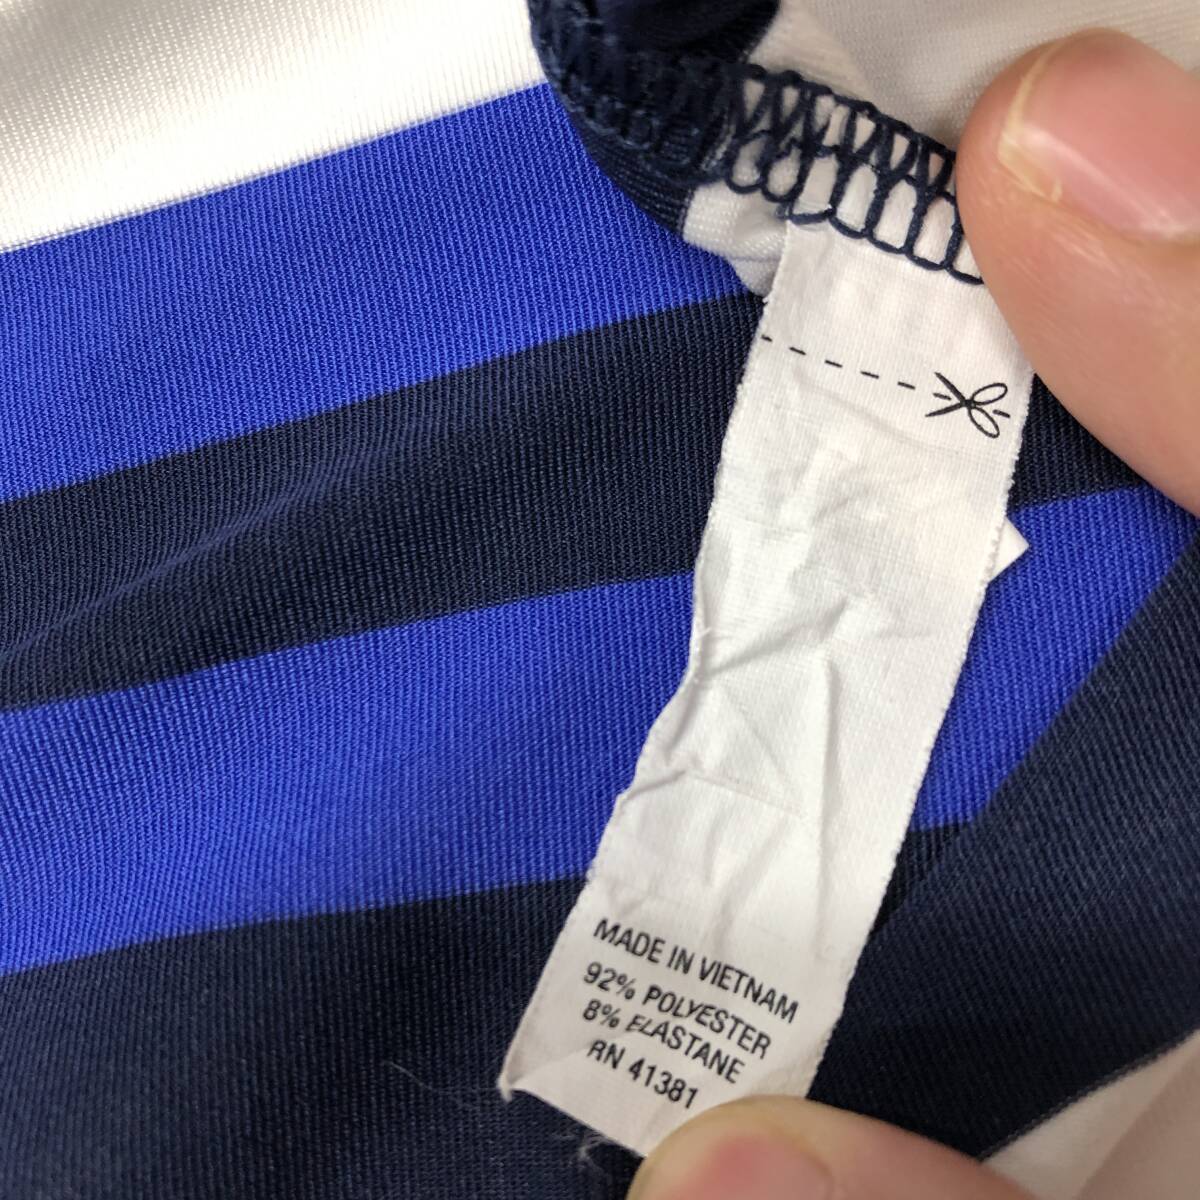 MADE IN VIETNAM
92% POLYESTER
8% ELASTANE
RN 41381